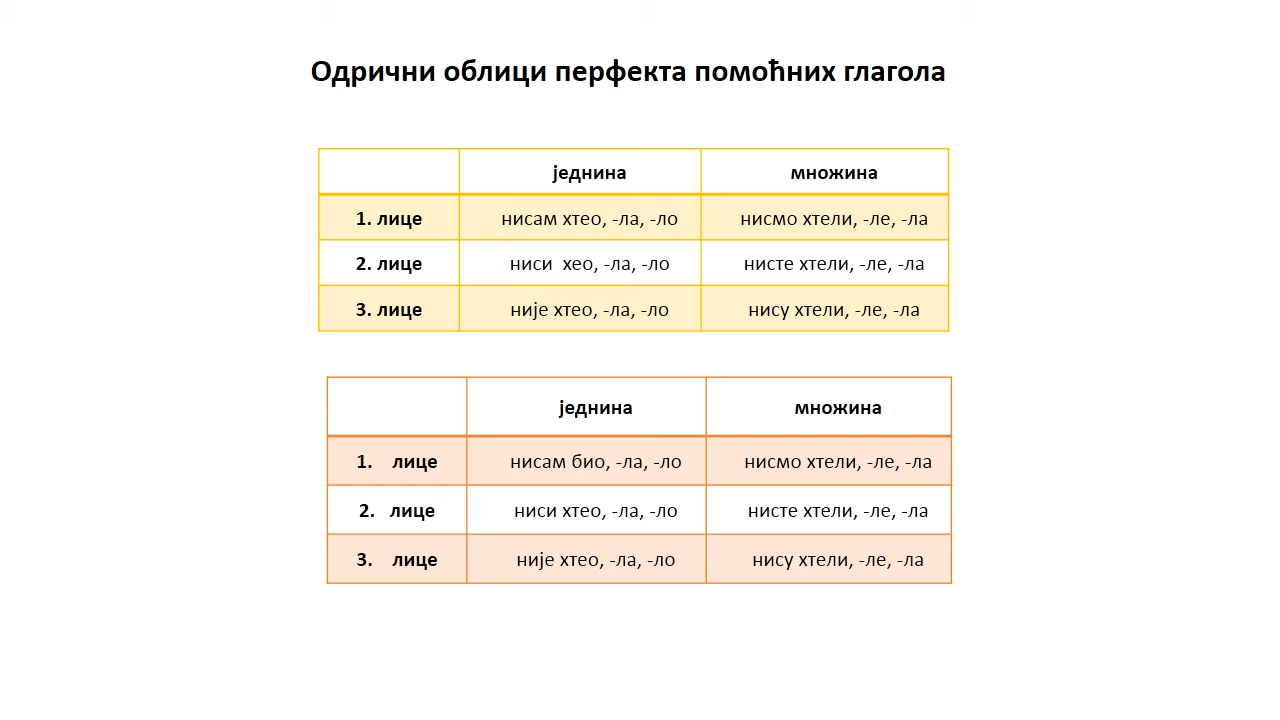 Одрични облици перфекта помоћних глагола
једнина множина
1. лице нисам хтео, -ла, -ло нисмо хтели, -ле, -ла
2. лице ниси  хео, -ла, -ло нисте хтели, -ле, -ла
3. лице није хтео, -ла, -ло нису хтели, -ле, -ла
једнина множина
1. лице нисам био, -ла, -ло нисмо хтели, -ле, -ла
2. лице ниси хтео, -ла, -ло нисте хтели, -ле, -ла
3. лице није хтео, -ла, -ло нису хтели, -ле, -ла